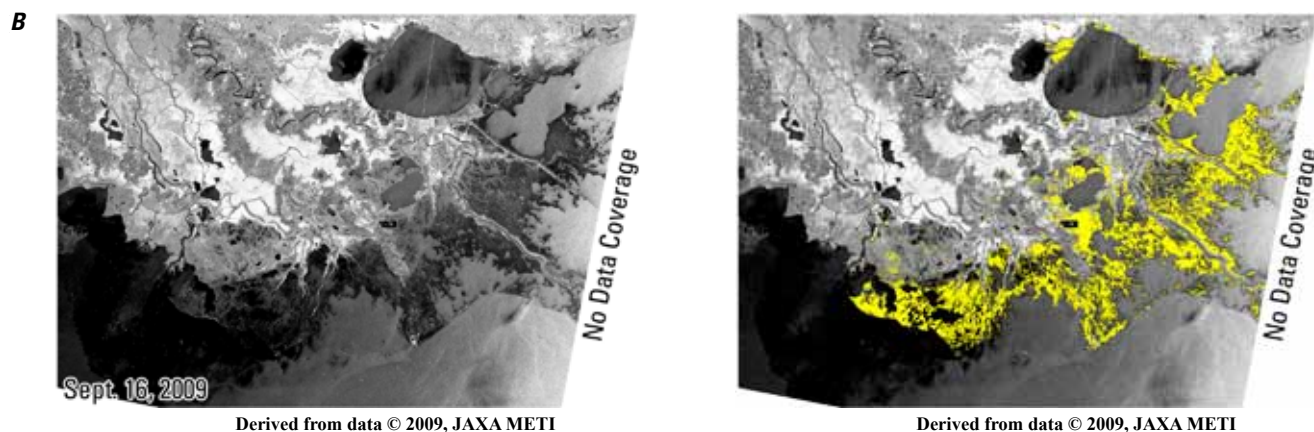 B
Sept. 16, 2009
No Data Coverage
No Data Coverage
Derived from data © 2009, JAXA METI
Derived from data © 2009, JAXA METI